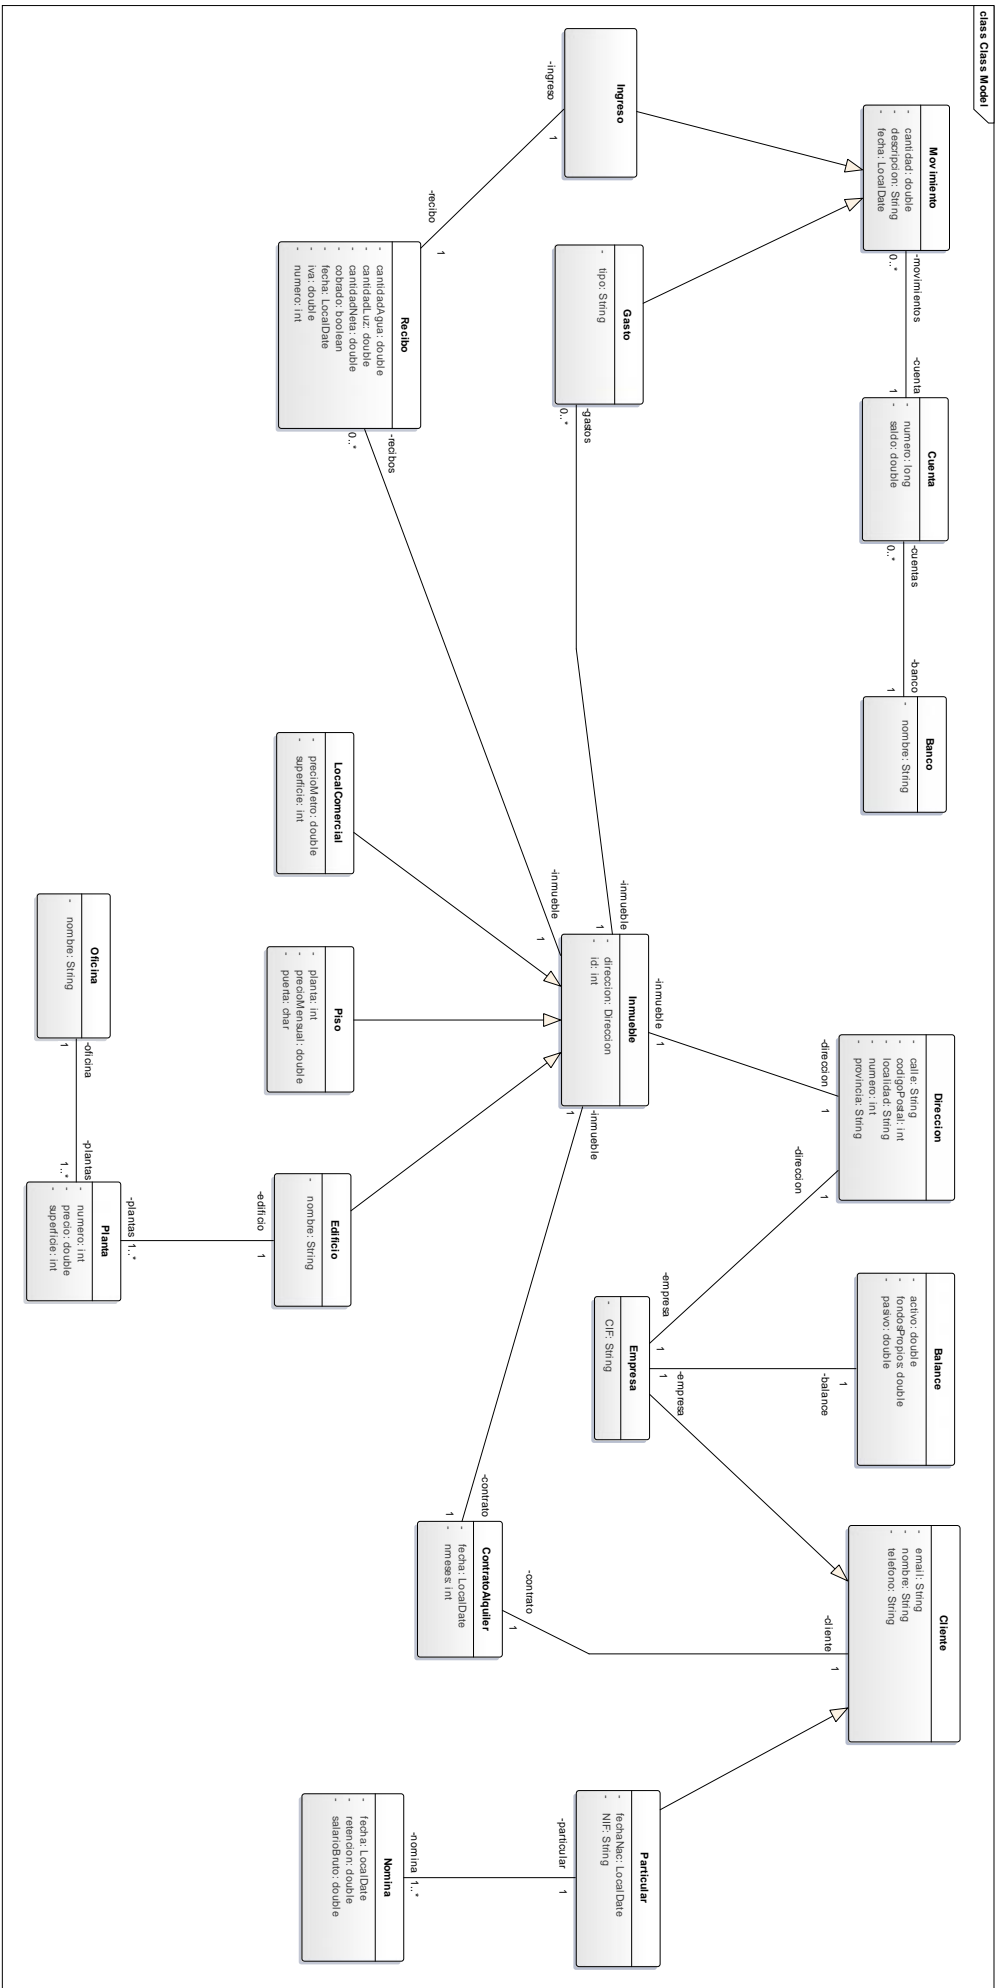 class Class Model
Movimiento
- cantidad: double
- descripcion: String
- fecha: LocalDate
-movimientos
0..*
-cuenta
1
Cuenta
- numero: long
- saldo: double
-cuentas
0..*
-banco
1
Banco
- nombre: String
Direccion
- calle: String
- codigoPostal: int
- localidad: String
- numero: int
- provincia: String
-direccion
1
-direccion
1
Balance
- activo: double
- fondosPropios: double
- pasivo: double
-balance
1
Cliente
- email: String
- nombre: String
- telefono: String
-cliente
1
Ingreso
-ingreso
1
Gasto
- tipo: String
-gastos
0..*
-inmueble
1
-inmueble
1
Inmueble
- direccion: Direccion
- id: int
-inmueble
1
-inmueble
1
-empresa
1
-empresa
1
Empresa
- CIF: String
-contrato
1
-contrato
1
ContratoAlquiler
- fecha: LocalDate
- nmeses: int
Particular
- fechaNac: LocalDate
- NIF: String
-particular
1
-nomina
1..*
Nomina
- fecha: LocalDate
- retencion: double
- salarioBruto: double
-recibo
1
Recibo
- cantidadAgua: double
- cantidadLuz: double
- cantidadNeta: double
- cobrado: boolean
- fecha: LocalDate
- iva: double
- numero: int
-recibos
0..*
LocalComercial
- precioMetro: double
- superficie: int
Piso
- planta: int
- precioMensual: double
- puerta: char
Edificio
- nombre: String
-edificio
1
-plantas
1..*
Oficina
- nombre: String
-oficina
1
-plantas
1..*
Planta
- numero: int
- precio: double
- superficie: int